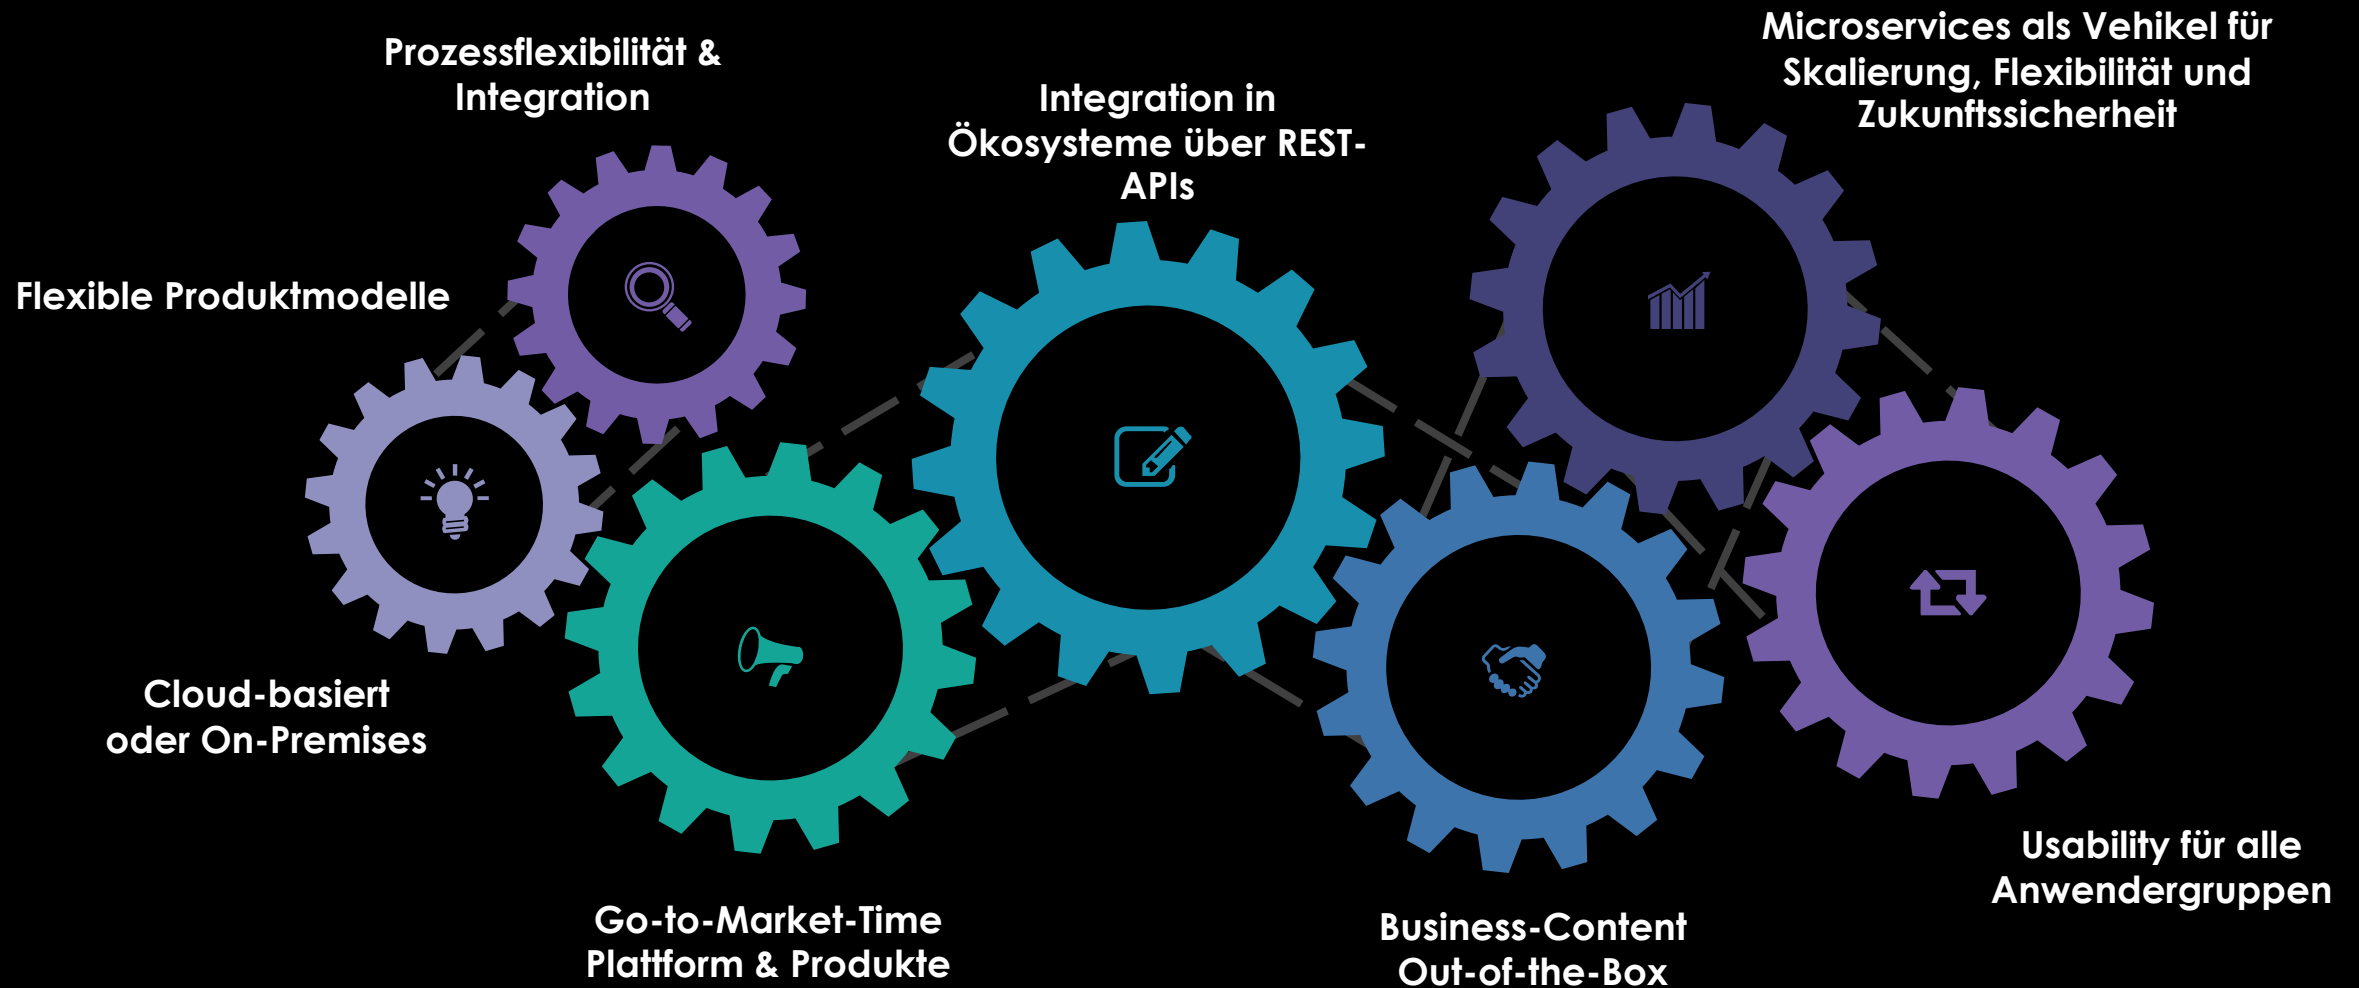 Prozessflexibilität &
Integration
Integration in
Ökosysteme über REST-
APIs
Microservices als Vehikel für
Skalierung, Flexibilität und
Zukunftssicherheit
Flexible Produktmodelle
Cloud-basiert
oder On-Premises
Go-to-Market-Time
Plattform & Produkte
Business-Content
Out-of-the-Box
Usability für alle
Anwendergruppen